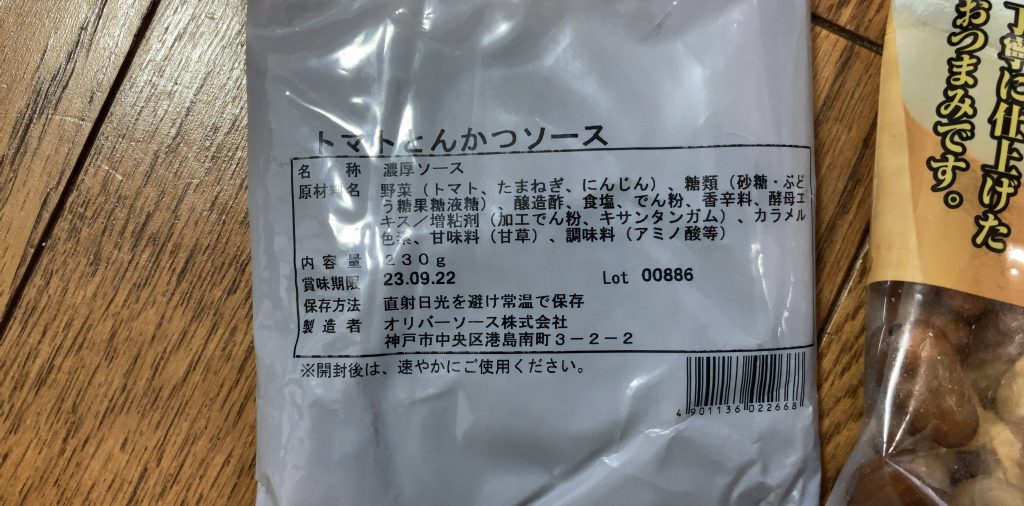 トマトとんかつソース
名 称 濃厚ソース
原材料名 野菜（トマト、たまねぎ、にんじん）、糖類（砂糖・ぶど
う糖果糖液糖）、醸造酢、食塩、でん粉、香辛料、酵母エ
キス／増粘剤（加工でん粉、キサンタンガム）、カラメル
色素、甘味料（甘草）、調味料（アミノ酸等）
内容量 230g
賞味期限 23.09.22 Lot 00886
保存方法 直射日光を避け常温で保存
製造者 オリバーソース株式会社
神戸市中央区港島南町3－2－2
※開封後は、速やかにご使用ください。
4 901136 022668
丁寧に仕上げた
おつまみです。